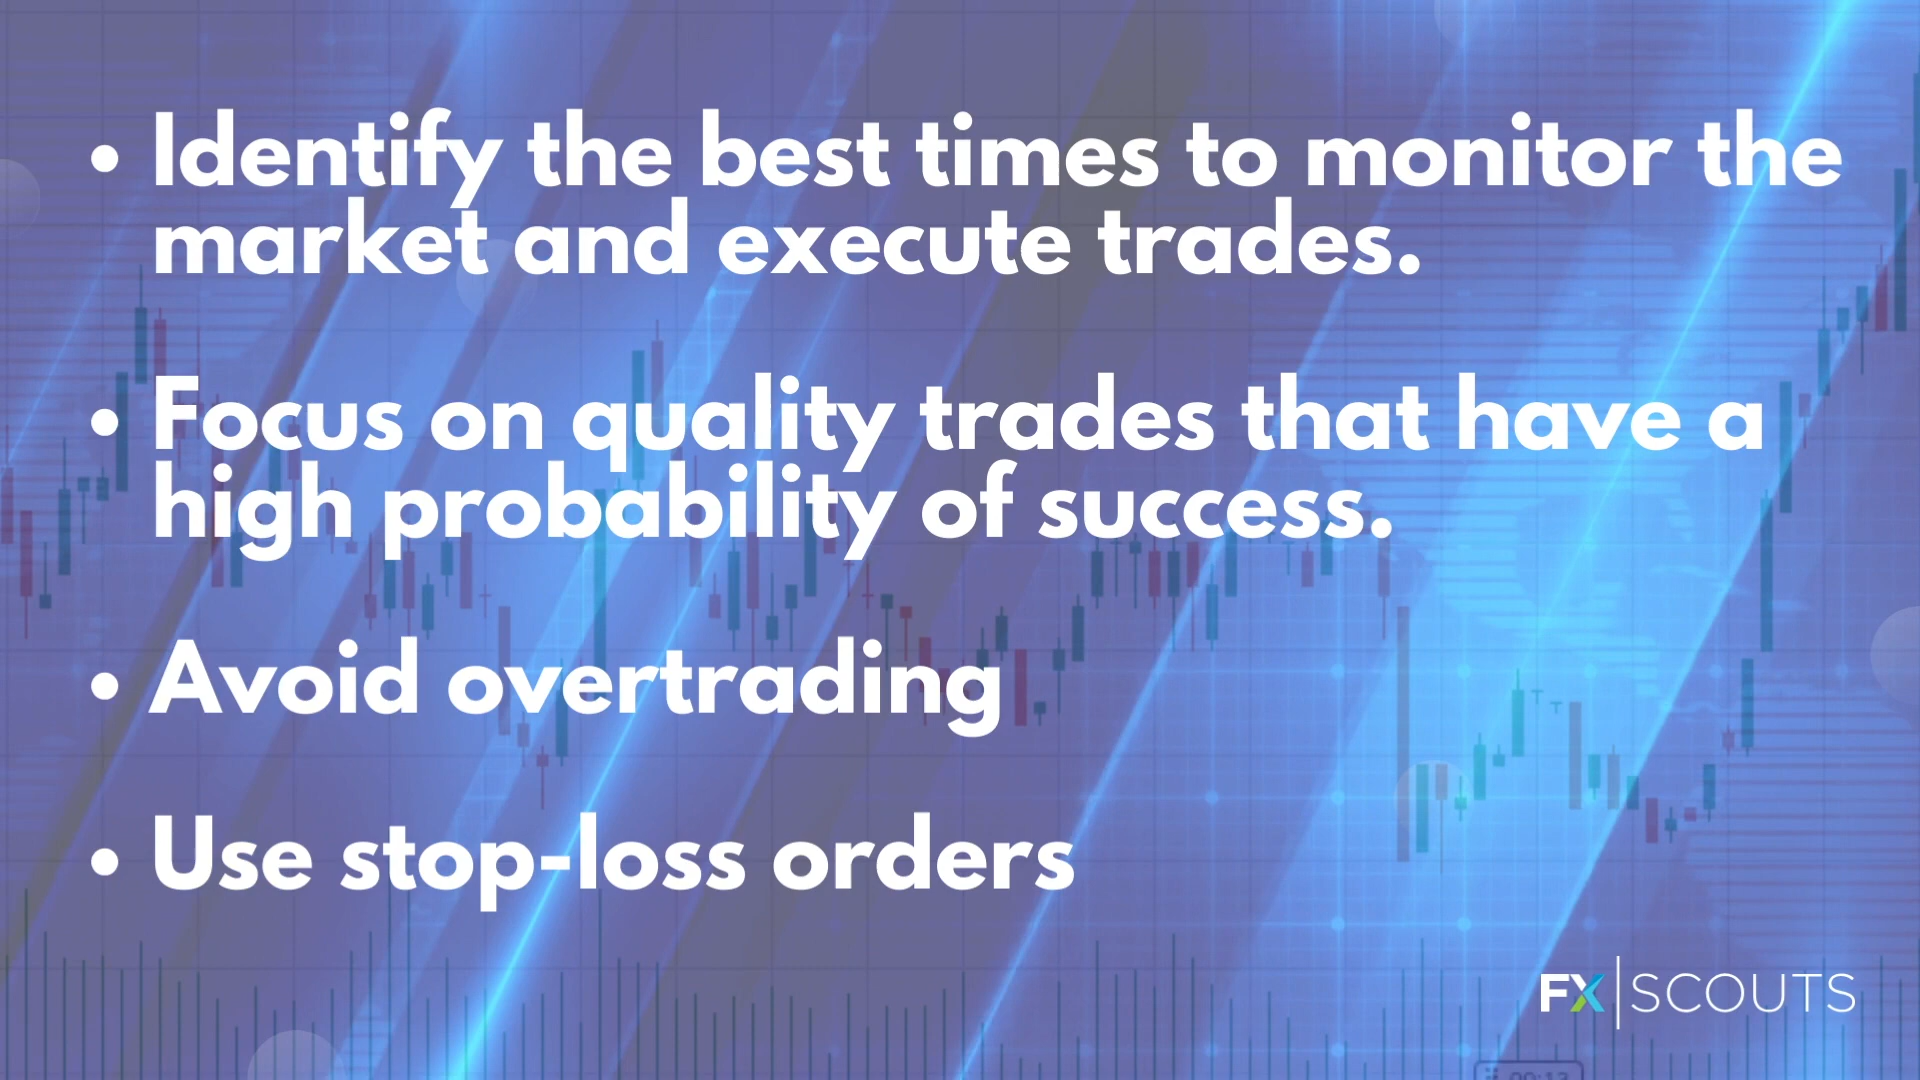 • Identify the best times to monitor the
market and execute trades.
• Focus on quality trades that have a
high probability of success.
• Avoid overtrading
• Use stop-loss orders
FX|SCOUTS